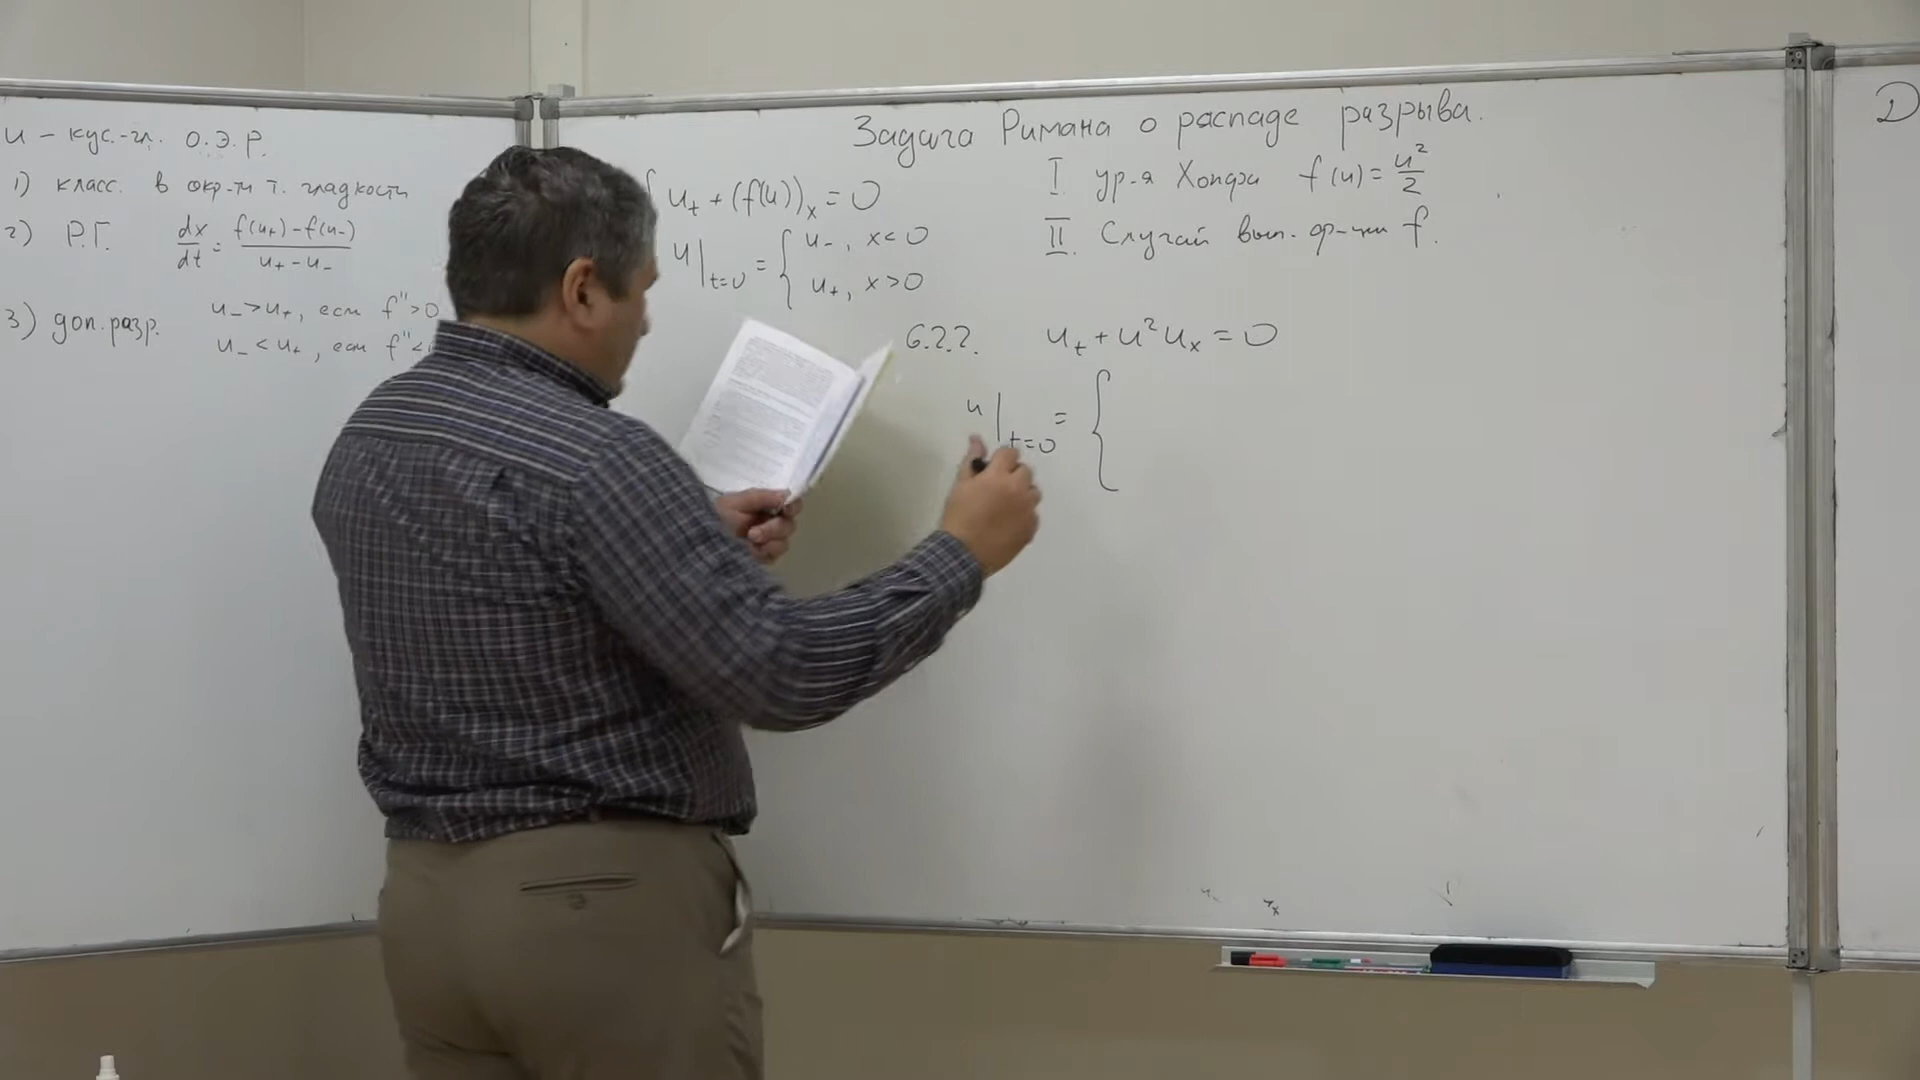 u – кус.-гл. О.Э.Р.
1) класс. в окр-ти т. гладкости
2) Р.Г. dx/dt = (f(u₊) – f(u₋))/(u₊ – u₋)
3) доп. разр. u₋ > u₊, если f'' > 0
u₋ < u₊, если f'' <
Задача Римана о распаде разрыва.
{ uₜ + (f(u))ₓ = 0
u|ₜ₌₀ = { u₋, x < 0
u₊, x > 0
I ур-я Хопфа f(u) = u²/2
II Случай вып. ф-ции f.
6.2.2. uₜ + u²uₓ = 0
u|ₜ₌₀ = {
D